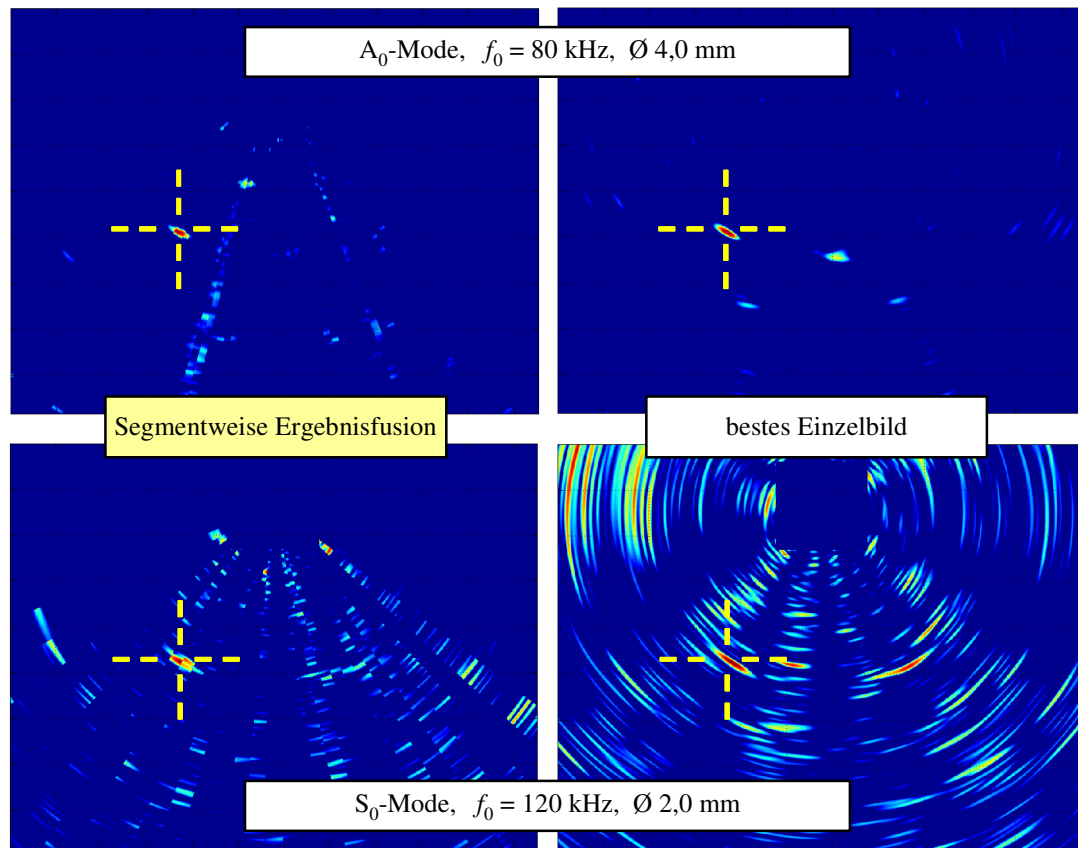 A₀-Mode, f₀ = 80 kHz, Ø 4,0 mm
Segmentweise Ergebnisfusion
bestes Einzelbild
S₀-Mode, f₀ = 120 kHz, Ø 2,0 mm